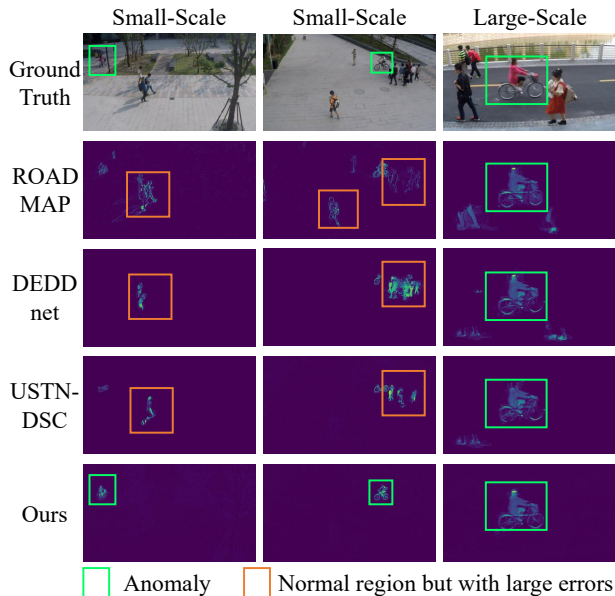 Small-Scale Small-Scale Large-Scale
Ground
Truth
ROAD
MAP
DEDD
net
USTN-
DSC
Ours
Anomaly Normal region but with large errors